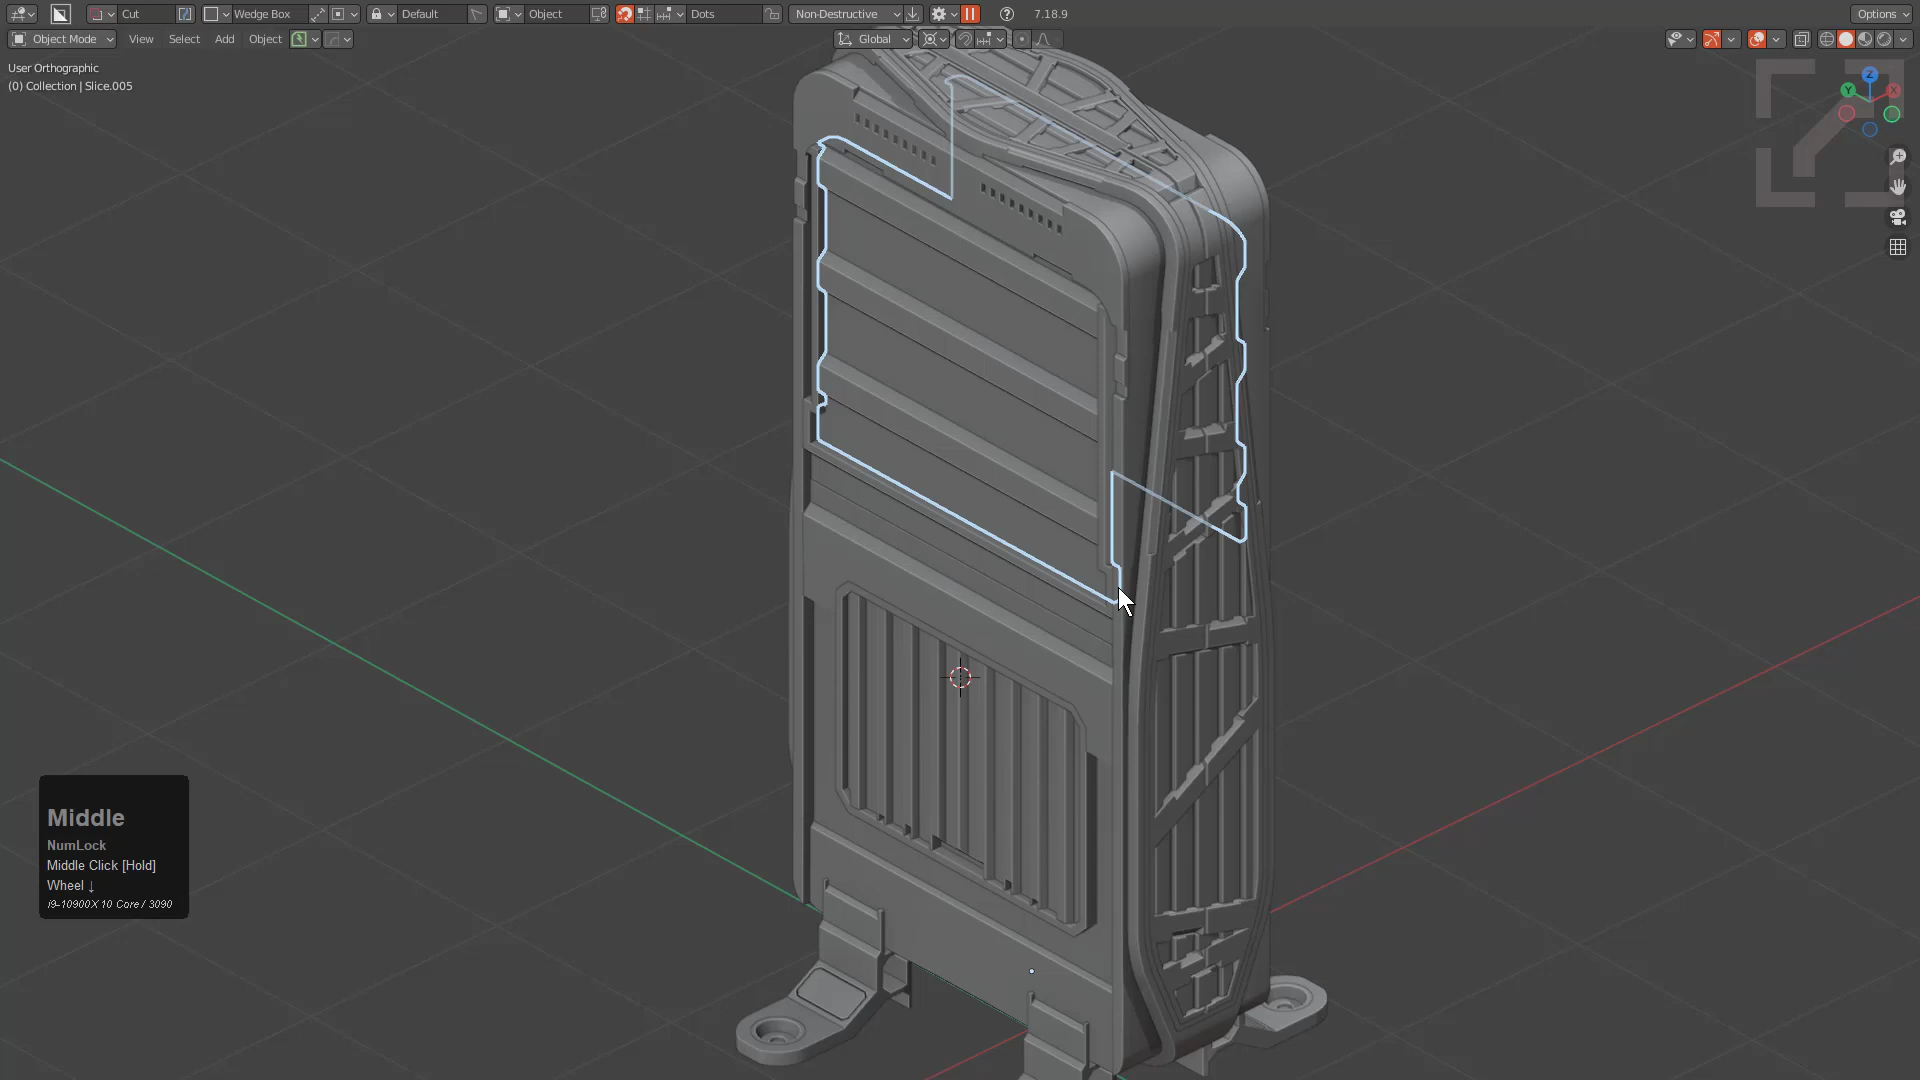 Cut Wedge Box Default Object Dots Non-Destructive 7.18.9 Options
Object Mode View Select Add Object Global
User Orthographic
(0) Collection | Slice.005
Z
Y X
Middle
NumLock
Middle Click [Hold]
Wheel ↓
i9-10900X 10 Core / 3090